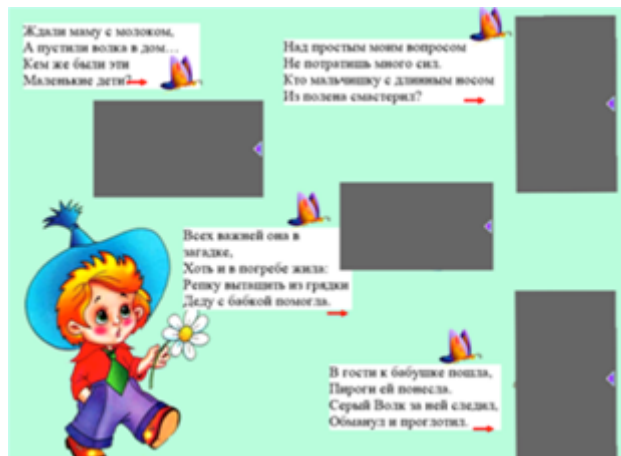 Ждали маму с молоком,
А пустили волка в дом...
Кем же были эти
Маленькие дети?
Над простым моим вопросом
Не потратишь много сил.
Кто мальчишку с длинным носом
Из полена смастерил?
Всех важней она в
загадке,
Хоть и в погребе жила:
Репку вытащить из грядки
Деду с бабкой помогла.
В гости к бабушке пошла,
Пироги ей понесла.
Серый Волк за ней следил,
Обманул и проглотил.